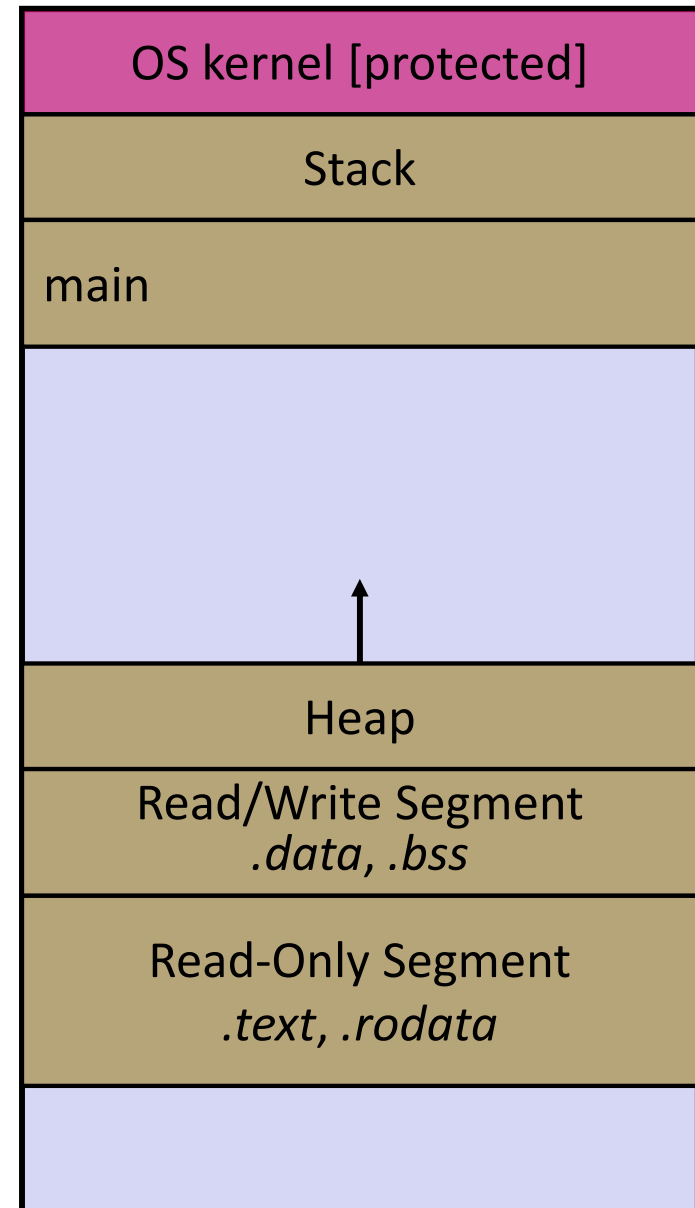 OS kernel [protected]
Stack
main
Heap
Read/Write Segment
.data, .bss
Read-Only Segment
.text, .rodata